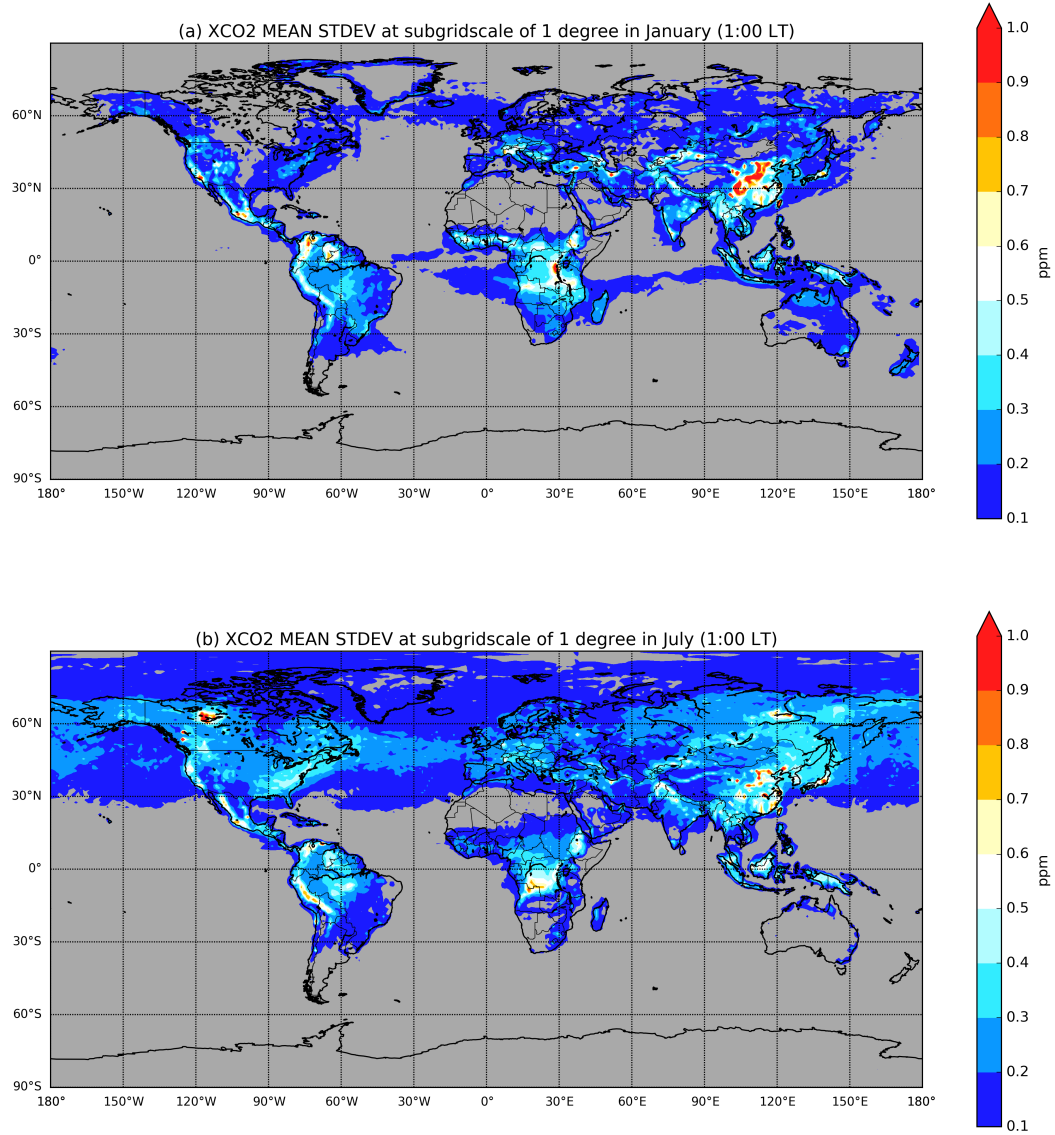 (a) XCO2 MEAN STDEV at subgridscale of 1 degree in January (1:00 LT)
60°N
30°N
0°
30°S
60°S
90°S
180° 150°W 120°W 90°W 60°W 30°W 0° 30°E 60°E 90°E 120°E 150°E 180°
1.0
0.9
0.8
0.7
0.6
0.5
0.4
0.3
0.2
0.1
ppm
(b) XCO2 MEAN STDEV at subgridscale of 1 degree in July (1:00 LT)
60°N
30°N
0°
30°S
60°S
90°S
180° 150°W 120°W 90°W 60°W 30°W 0° 30°E 60°E 90°E 120°E 150°E 180°
1.0
0.9
0.8
0.7
0.6
0.5
0.4
0.3
0.2
0.1
ppm